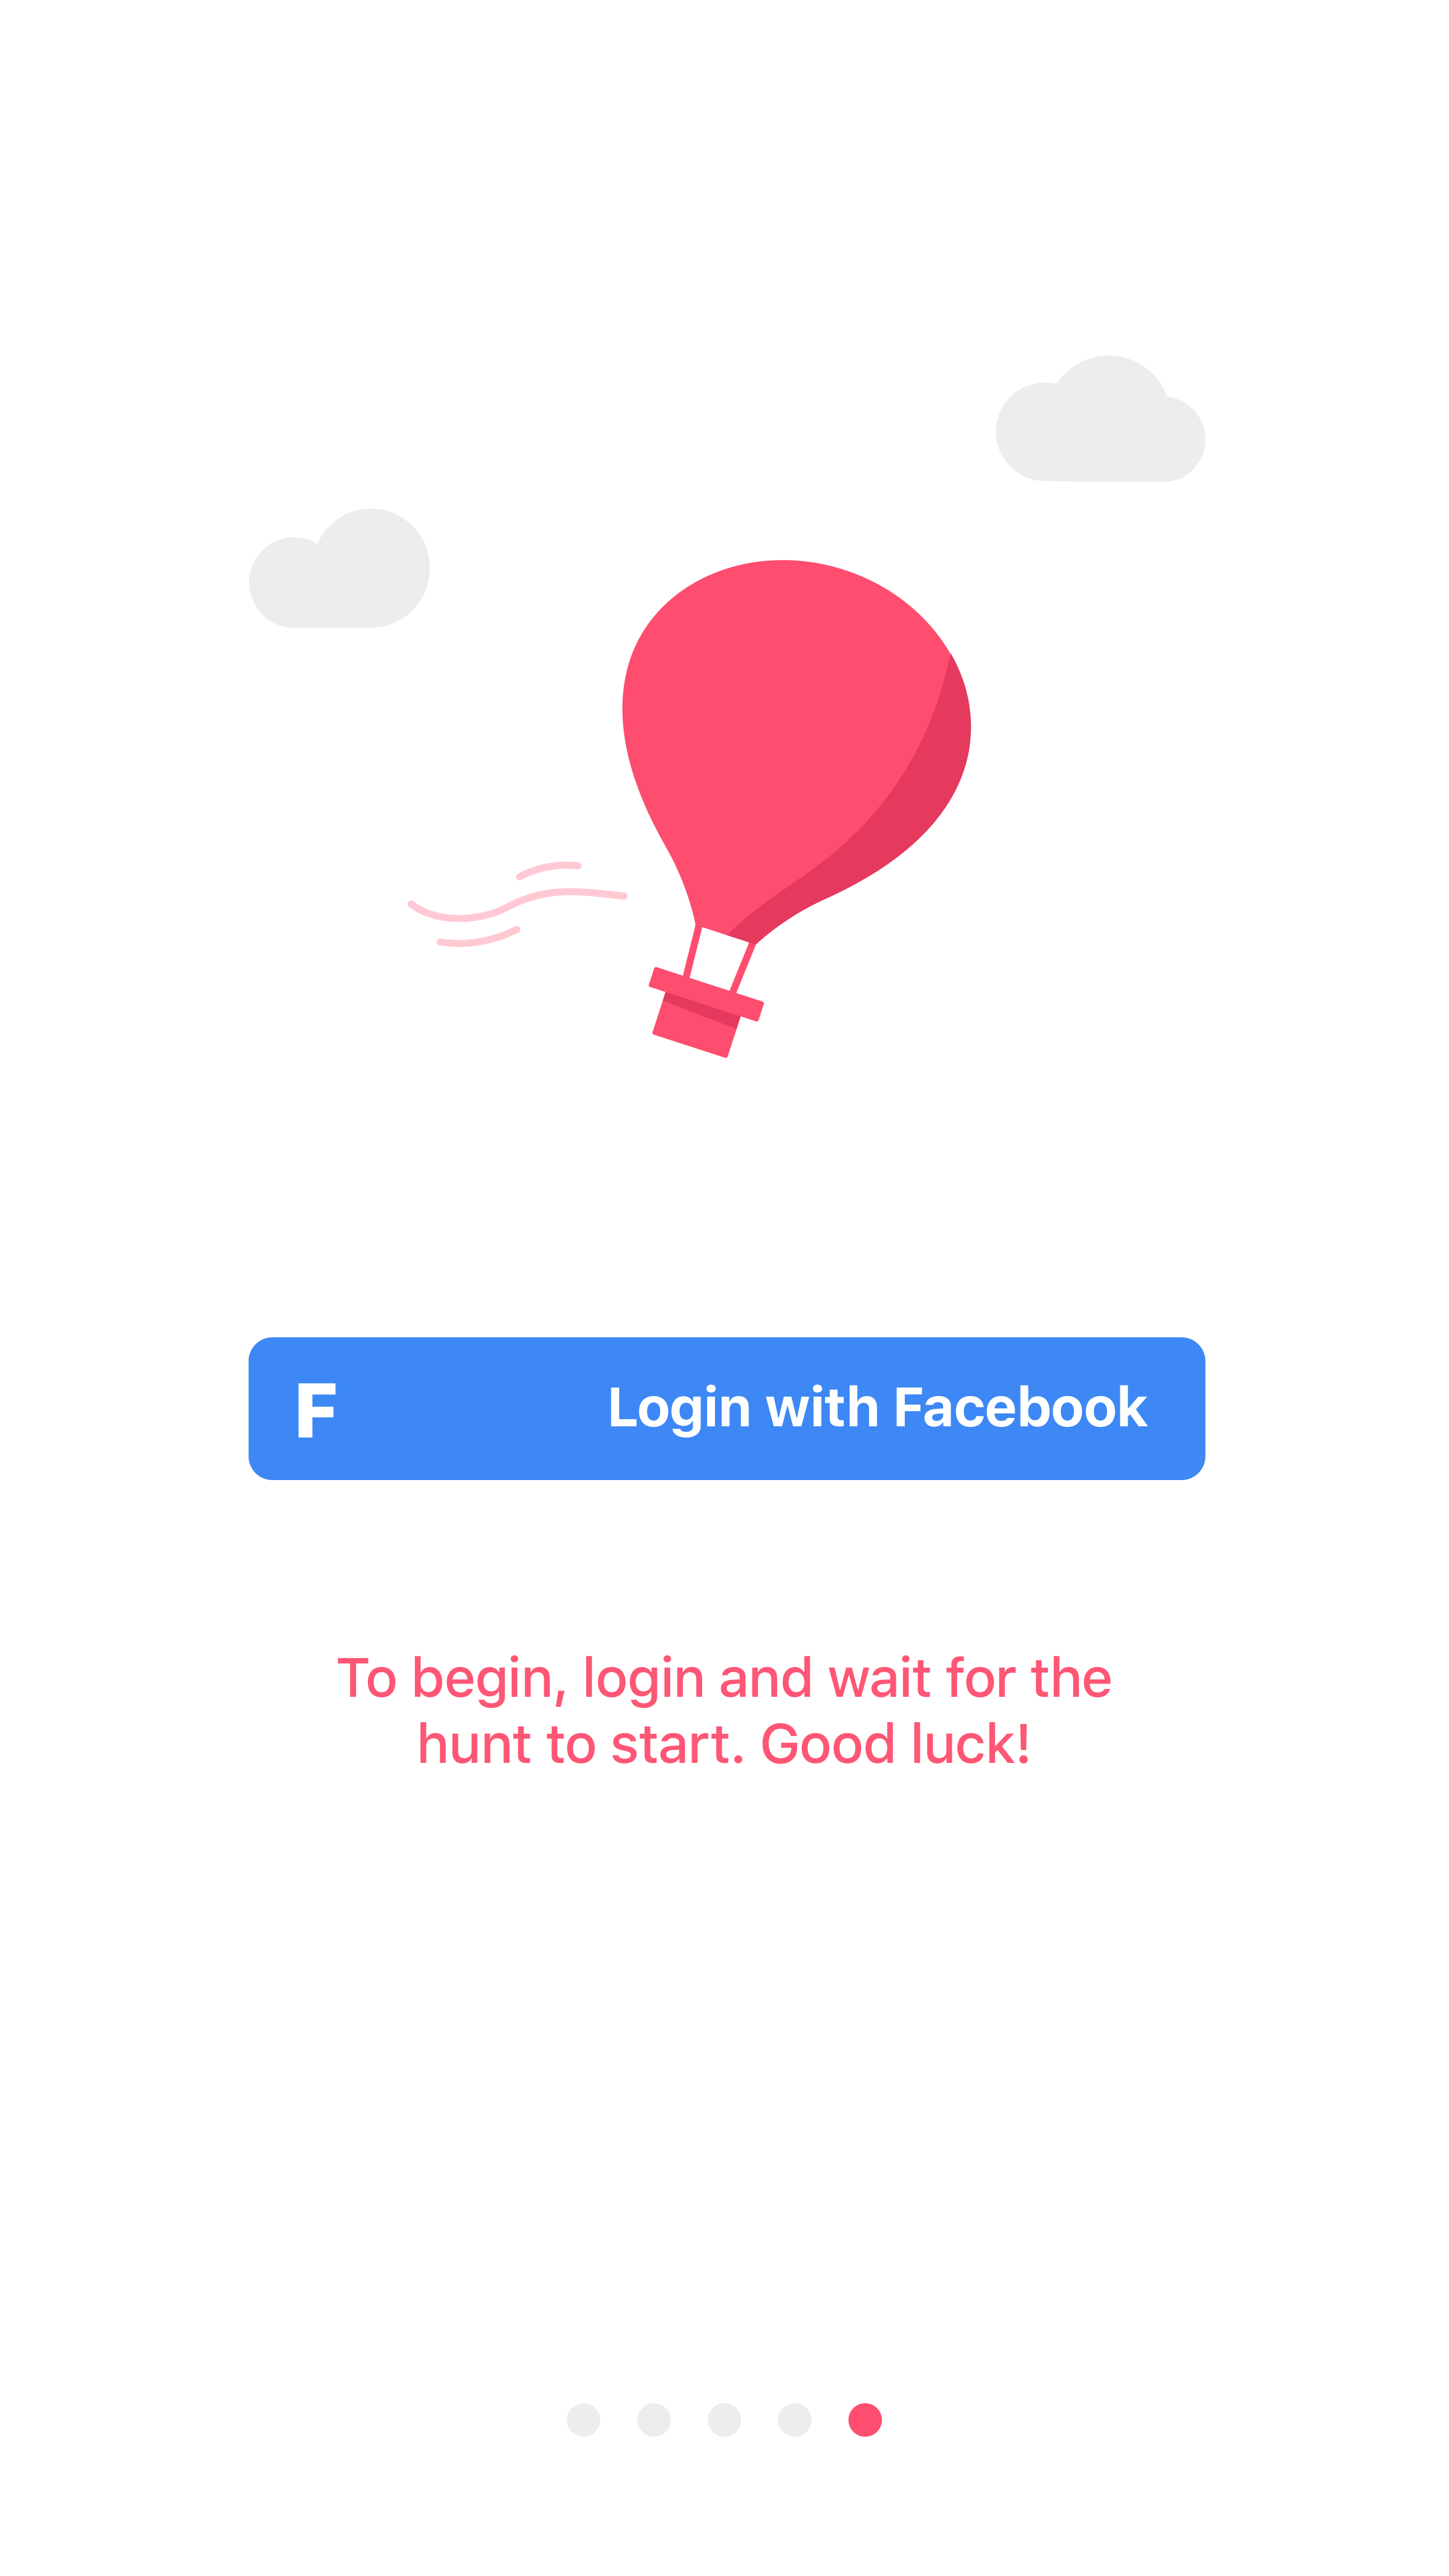 F
Login with Facebook
To begin, login and wait for the
hunt to start. Good luck!